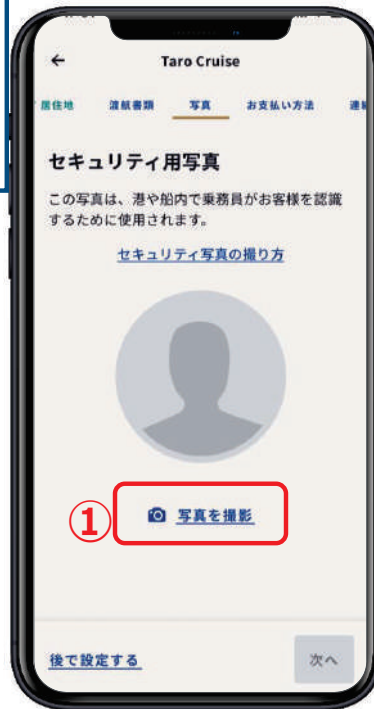 ← Taro Cruise
居住地 渡航書類 写真 お支払い方法
セキュリティ用写真
この写真は、港や船内で乗務員がお客様を認識
するために使用されます。
セキュリティ写真の撮り方
① 写真を撮影
後で設定する 次へ